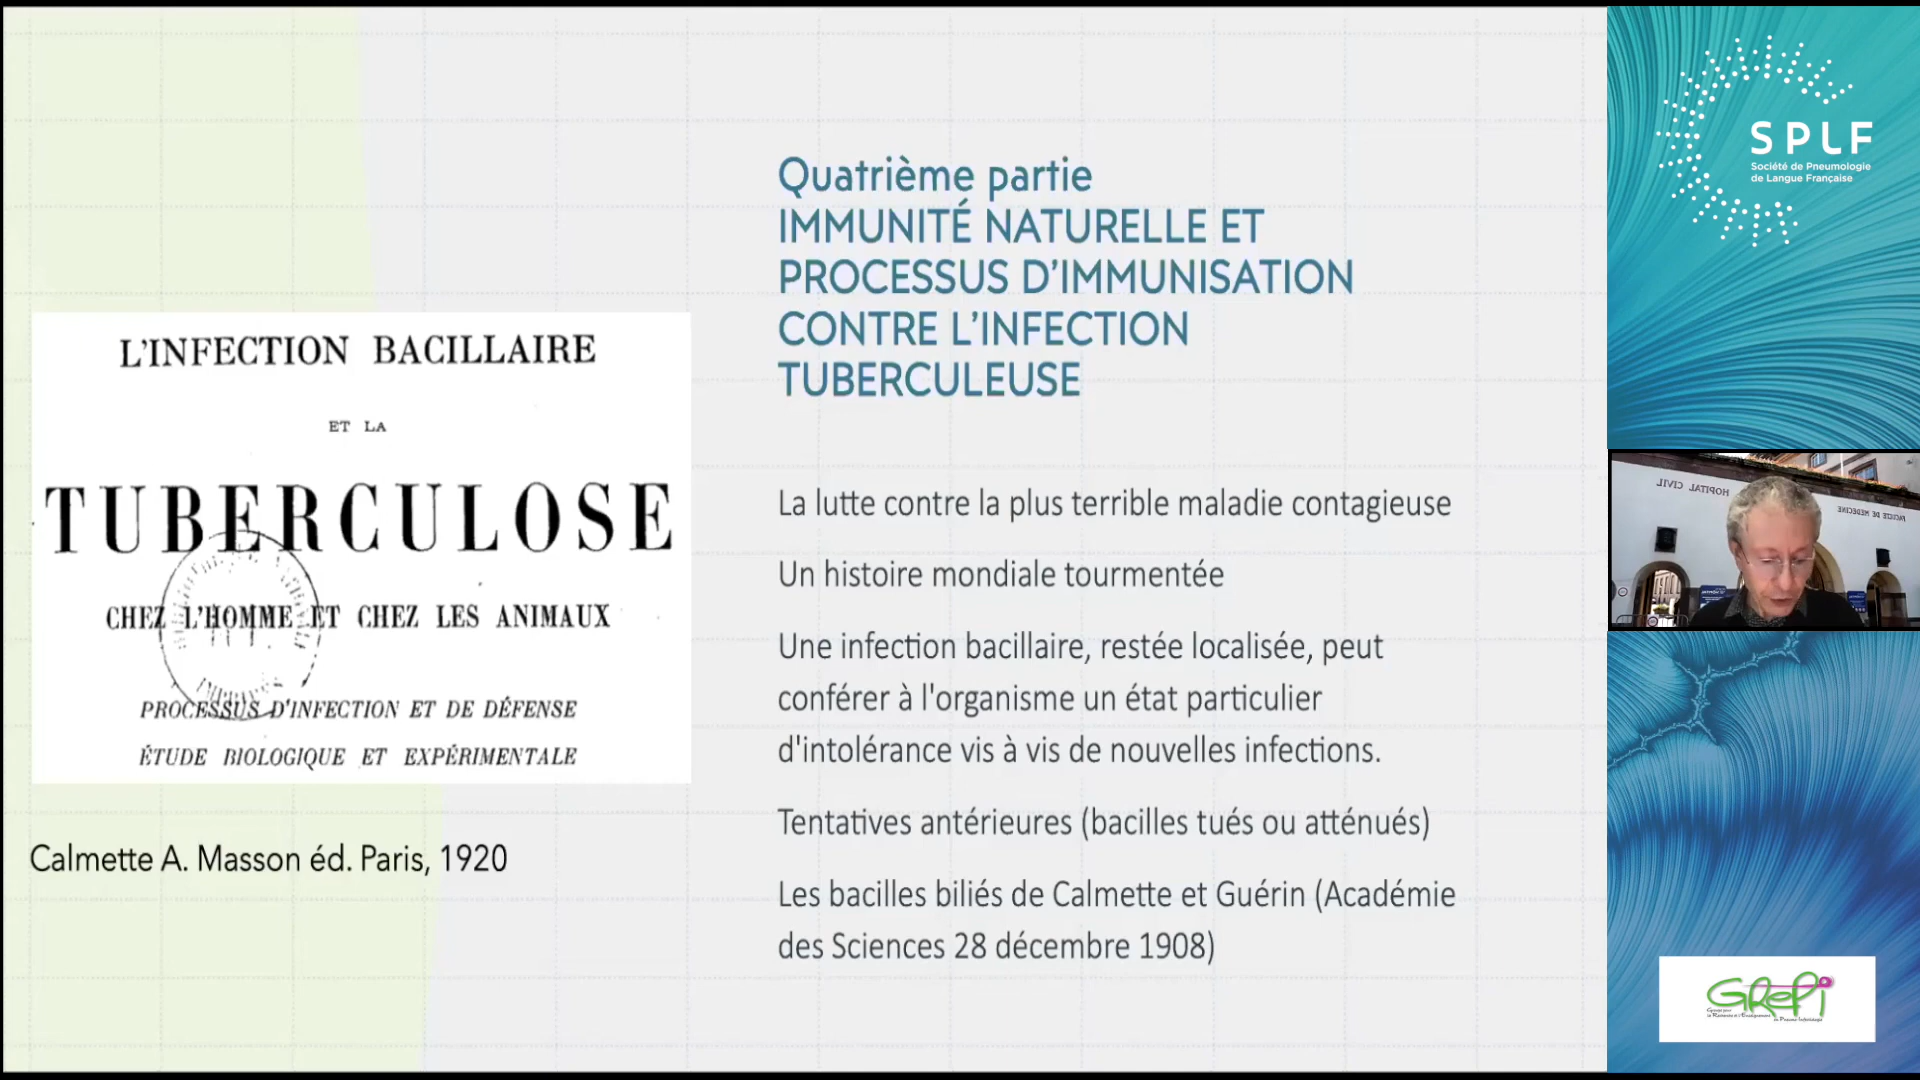 L'INFECTION BACILLAIRE
ET LA
TUBERCULOSE
CHEZ L'HOMME ET CHEZ LES ANIMAUX
PROCESSUS D'INFECTION ET DE DÉFENSE
ÉTUDE BIOLOGIQUE ET EXPÉRIMENTALE
Calmette A. Masson éd. Paris, 1920
Quatrième partie
IMMUNITÉ NATURELLE ET
PROCESSUS D’IMMUNISATION
CONTRE L’INFECTION
TUBERCULEUSE
La lutte contre la plus terrible maladie contagieuse
Un histoire mondiale tourmentée
Une infection bacillaire, restée localisée, peut
conférer à l'organisme un état particulier
d'intolérance vis à vis de nouvelles infections.
Tentatives antérieures (bacilles tués ou atténués)
Les bacilles biliés de Calmette et Guérin (Académie
des Sciences 28 décembre 1908)
SPLF
Société de Pneumologie
de Langue Française
HOPITAL CIVIL
FACULTE DE MEDECINE
GREPI